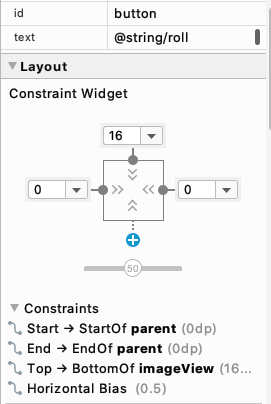 id button
text @string/roll
Layout
Constraint Widget
16
0 0
50
Constraints
Start → StartOf parent (0dp)
End → EndOf parent (0dp)
Top → BottomOf imageView (16...
Horizontal Bias (0.5)